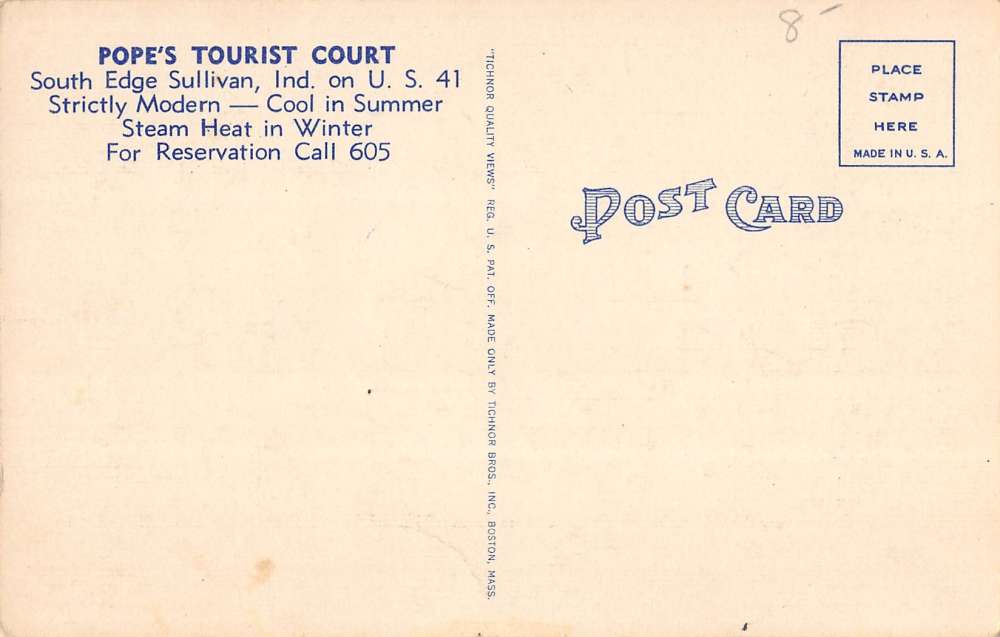 POPE'S TOURIST COURT
South Edge Sullivan, Ind. on U. S. 41
Strictly Modern — Cool in Summer
Steam Heat in Winter
For Reservation Call 605
"TICHNOR QUALITY VIEWS" REG. U. S. PAT. OFF. MADE ONLY BY TICHNOR BROS., INC., BOSTON, MASS.
8-
PLACE
STAMP
HERE
MADE IN U. S. A.
POST CARD